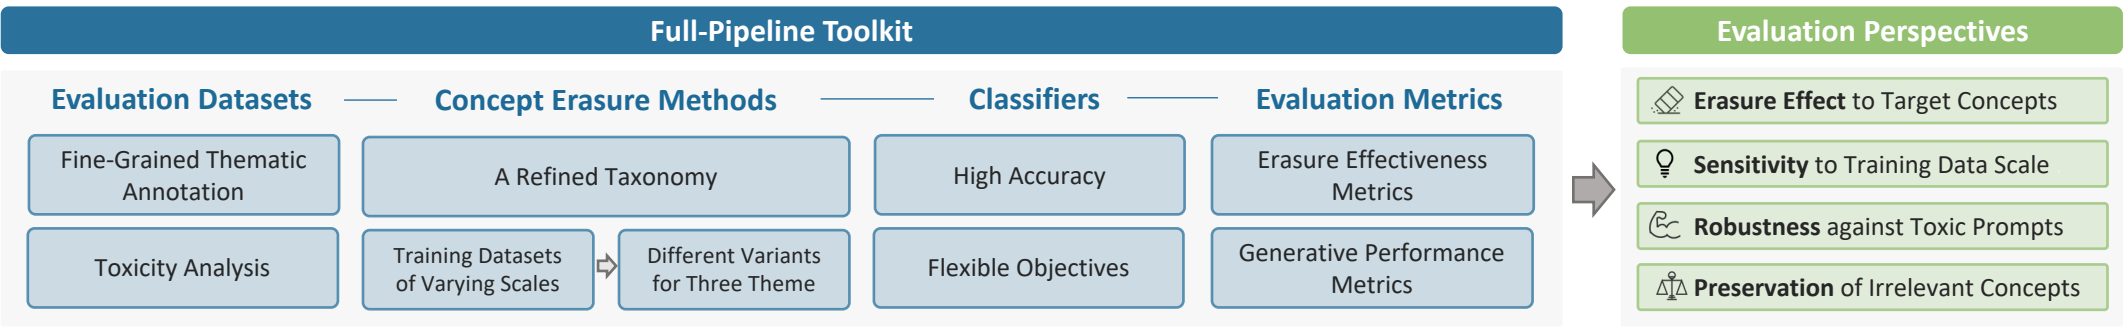 Full-Pipeline Toolkit
Evaluation Datasets
Concept Erasure Methods
Classifiers
Evaluation Metrics
Fine-Grained Thematic
Annotation
A Refined Taxonomy
High Accuracy
Erasure Effectiveness
Metrics
Toxicity Analysis
Training Datasets
of Varying Scales
Different Variants
for Three Theme
Flexible Objectives
Generative Performance
Metrics
Evaluation Perspectives
Erasure Effect to Target Concepts
Sensitivity to Training Data Scale
Robustness against Toxic Prompts
Preservation of Irrelevant Concepts